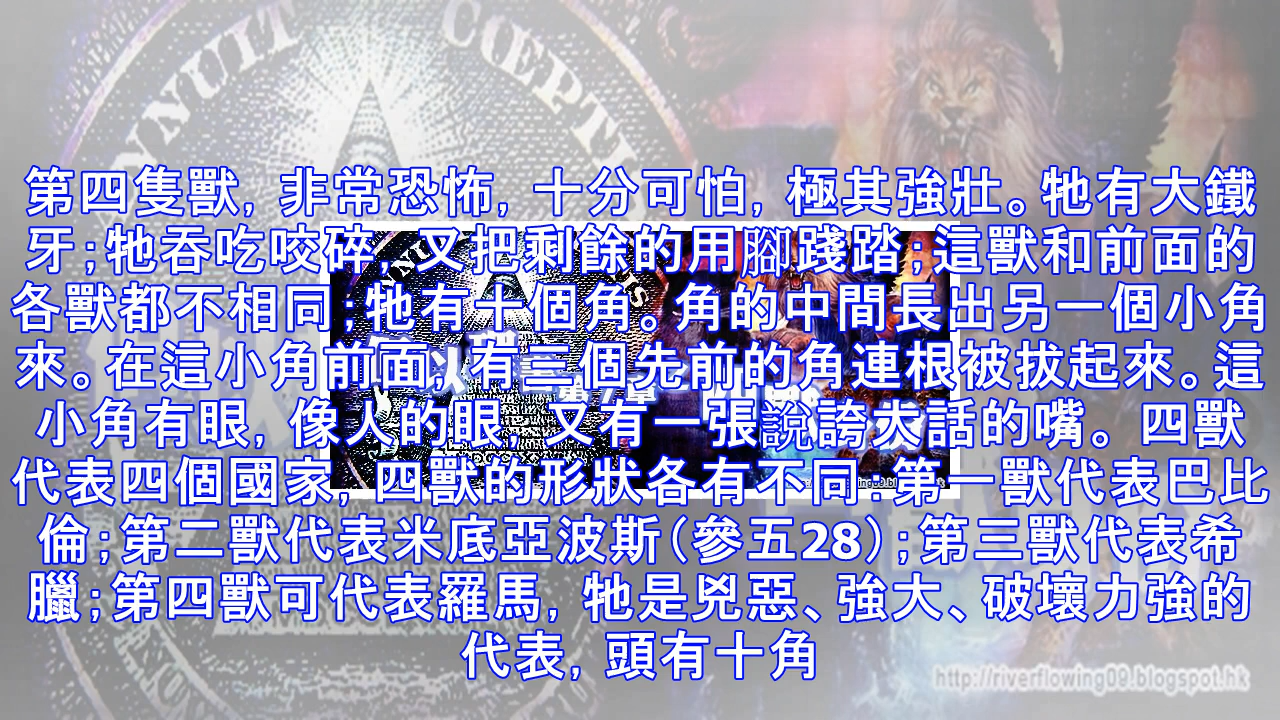 ANNUIT CŒPTI
第四隻獸, 非常恐怖, 十分可怕, 極其強壯。牠有大鐵
牙;牠吞吃咬碎, 又把剩餘的用腳踐踏;這獸和前面的
各獸都不相同;牠有十個角。角的中間長出另一個小角
來。在這小角前面, 有三個先前的角連根被拔起來。這
小角有眼, 像人的眼, 又有一張說誇大話的嘴。四獸
代表四個國家, 四獸的形狀各有不同:第一獸代表巴比
倫;第二獸代表米底亞波斯(參五28);第三獸代表希
臘;第四獸可代表羅馬, 牠是兇惡、強大、破壞力強的
代表, 頭有十角
http://riverflowing09.blogspot.hk